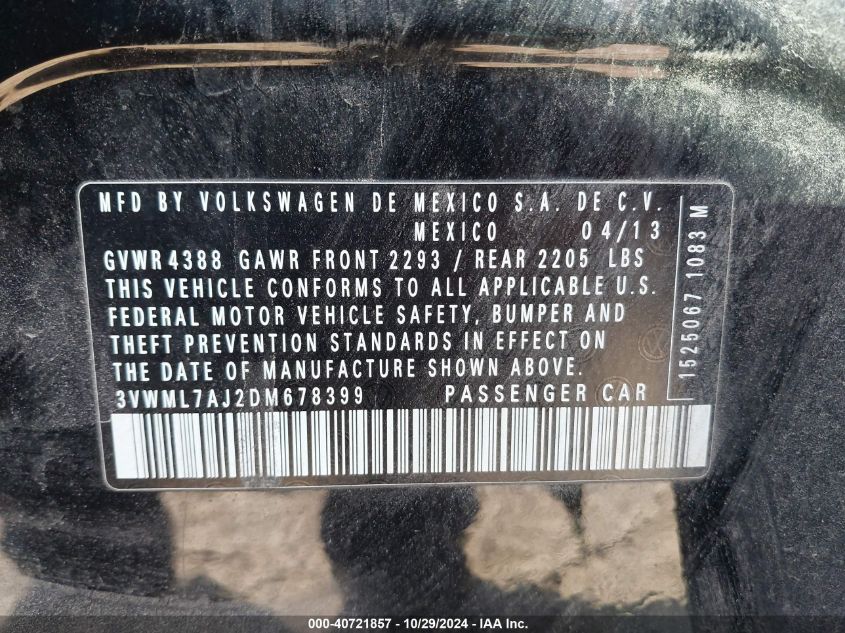 MFD BY VOLKSWAGEN DE MEXICO S.A. DE C.V.
MEXICO 04/13
GVWR 4388 GAWR FRONT 2293 / REAR 2205 LBS
THIS VEHICLE CONFORMS TO ALL APPLICABLE U.S.
FEDERAL MOTOR VEHICLE SAFETY, BUMPER AND
THEFT PREVENTION STANDARDS IN EFFECT ON
THE DATE OF MANUFACTURE SHOWN ABOVE.
3VWML7AJ2DM678399 PASSENGER CAR
1525067 1083 M
000-40721857 - 10/29/2024 - IAA Inc.